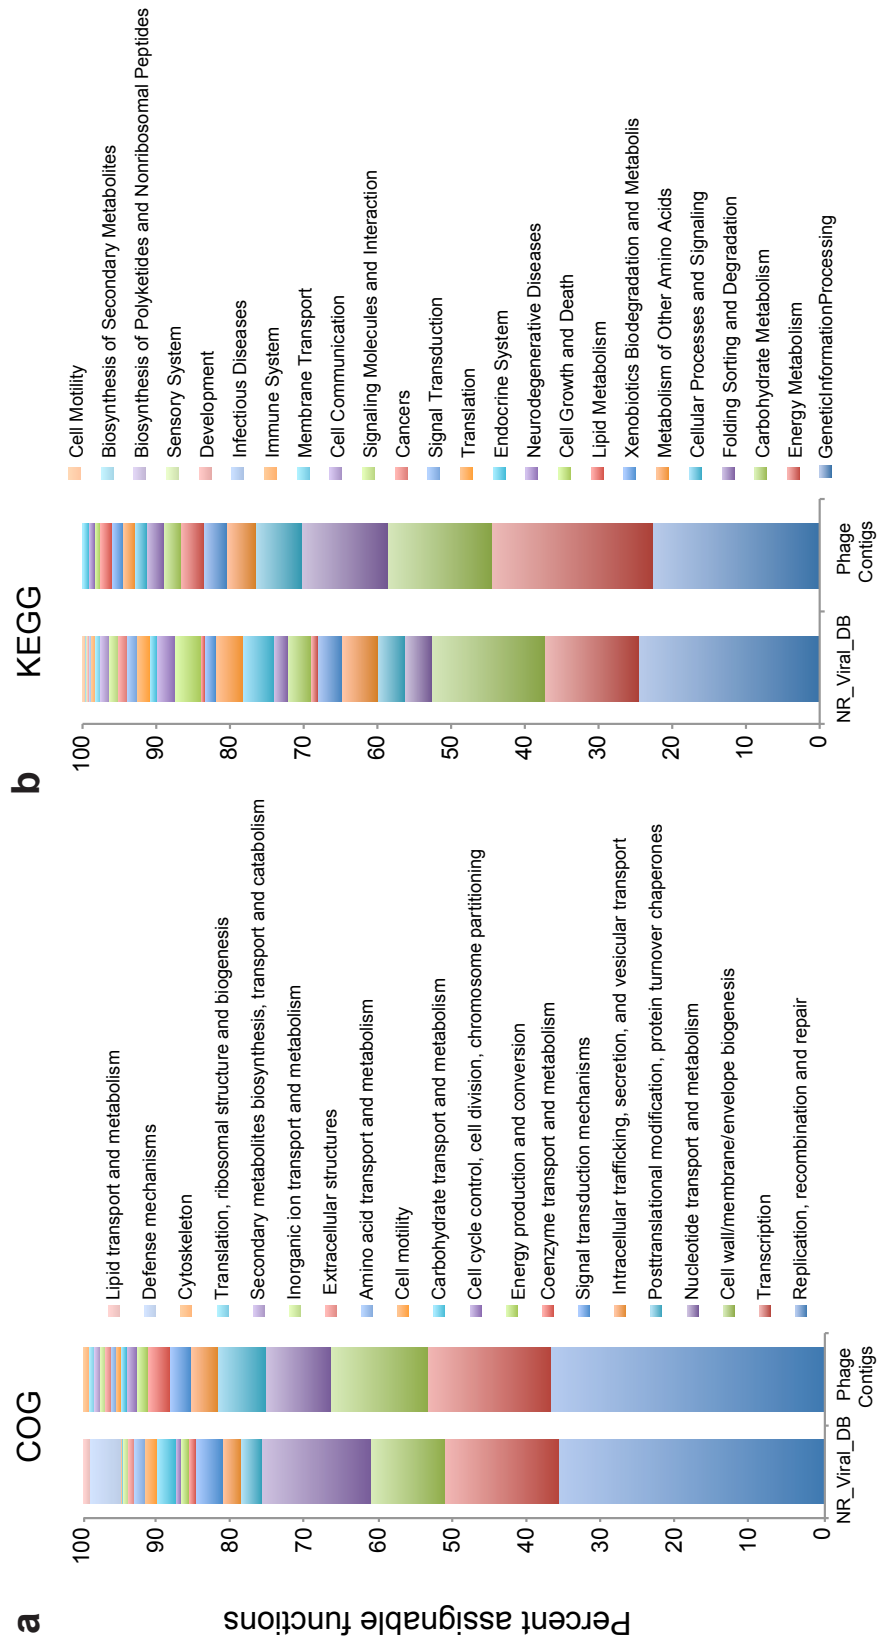 a
COG
Percent assignable functions
100
90
80
70
60
50
40
30
20
10
0
NR_Viral_DB
Phage
Contigs
Lipid transport and metabolism
Defense mechanisms
Cytoskeleton
Translation, ribosomal structure and biogenesis
Secondary metabolites biosynthesis, transport and catabolism
Inorganic ion transport and metabolism
Extracellular structures
Amino acid transport and metabolism
Cell motility
Carbohydrate transport and metabolism
Cell cycle control, cell division, chromosome partitioning
Energy production and conversion
Coenzyme transport and metabolism
Signal transduction mechanisms
Intracellular trafficking, secretion, and vesicular transport
Posttranslational modification, protein turnover chaperones
Nucleotide transport and metabolism
Cell wall/membrane/envelope biogenesis
Transcription
Replication, recombination and repair
b
KEGG
100
90
80
70
60
50
40
30
20
10
0
NR_Viral_DB
Phage
Contigs
Cell Motility
Biosynthesis of Secondary Metabolites
Biosynthesis of Polyketides and Nonribosomal Peptides
Sensory System
Development
Infectious Diseases
Immune System
Membrane Transport
Cell Communication
Signaling Molecules and Interaction
Cancers
Signal Transduction
Translation
Endocrine System
Neurodegenerative Diseases
Cell Growth and Death
Lipid Metabolism
Xenobiotics Biodegradation and Metabolis
Metabolism of Other Amino Acids
Cellular Processes and Signaling
Folding Sorting and Degradation
Carbohydrate Metabolism
Energy Metabolism
GeneticInformationProcessing